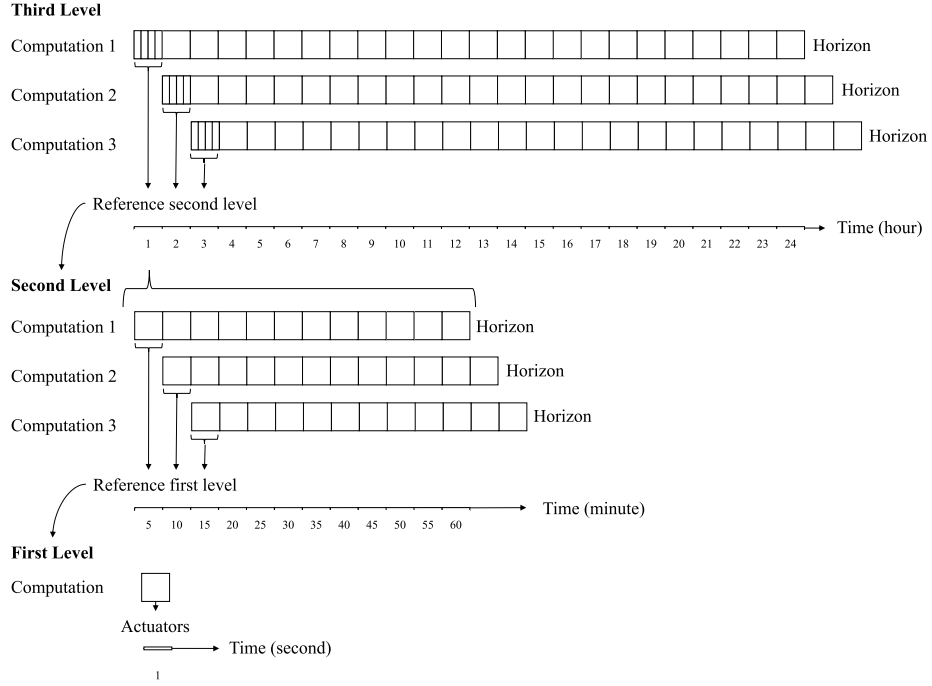 Third Level
Computation 1
Horizon
Computation 2
Horizon
Computation 3
Horizon
Reference second level
Time (hour)
1 2 3 4 5 6 7 8 9 10 11 12 13 14 15 16 17 18 19 20 21 22 23 24
Second Level
Computation 1
Horizon
Computation 2
Horizon
Computation 3
Horizon
Reference first level
Time (minute)
5 10 15 20 25 30 35 40 45 50 55 60
First Level
Computation
Actuators
Time (second)
1